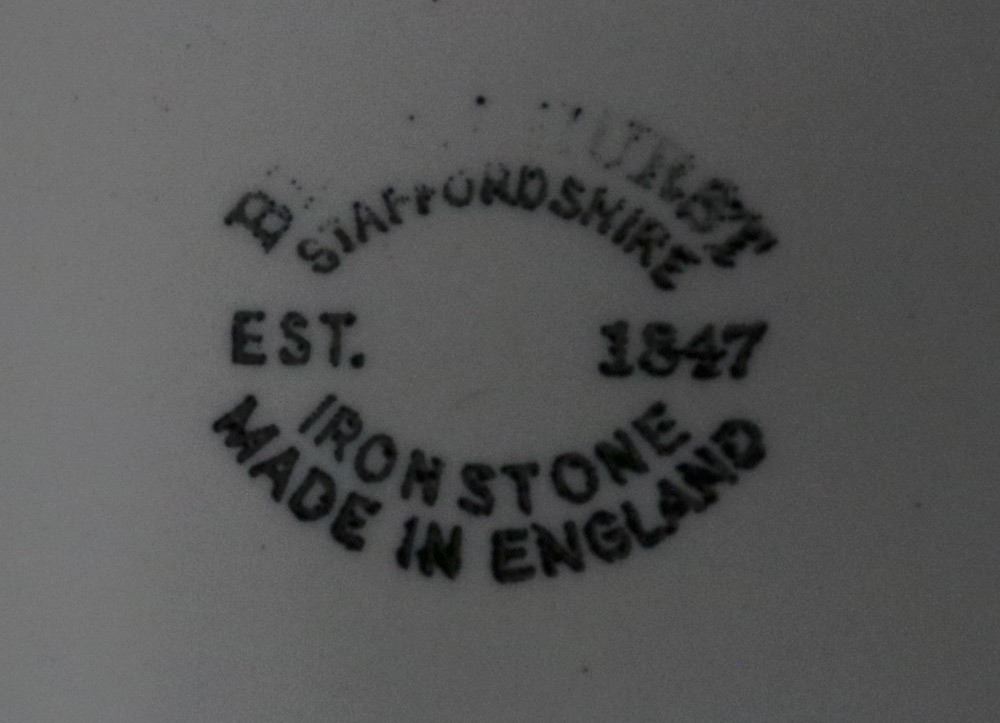 STAFFORDSHIRE
EST. 1847
IRONSTONE
MADE IN ENGLAND